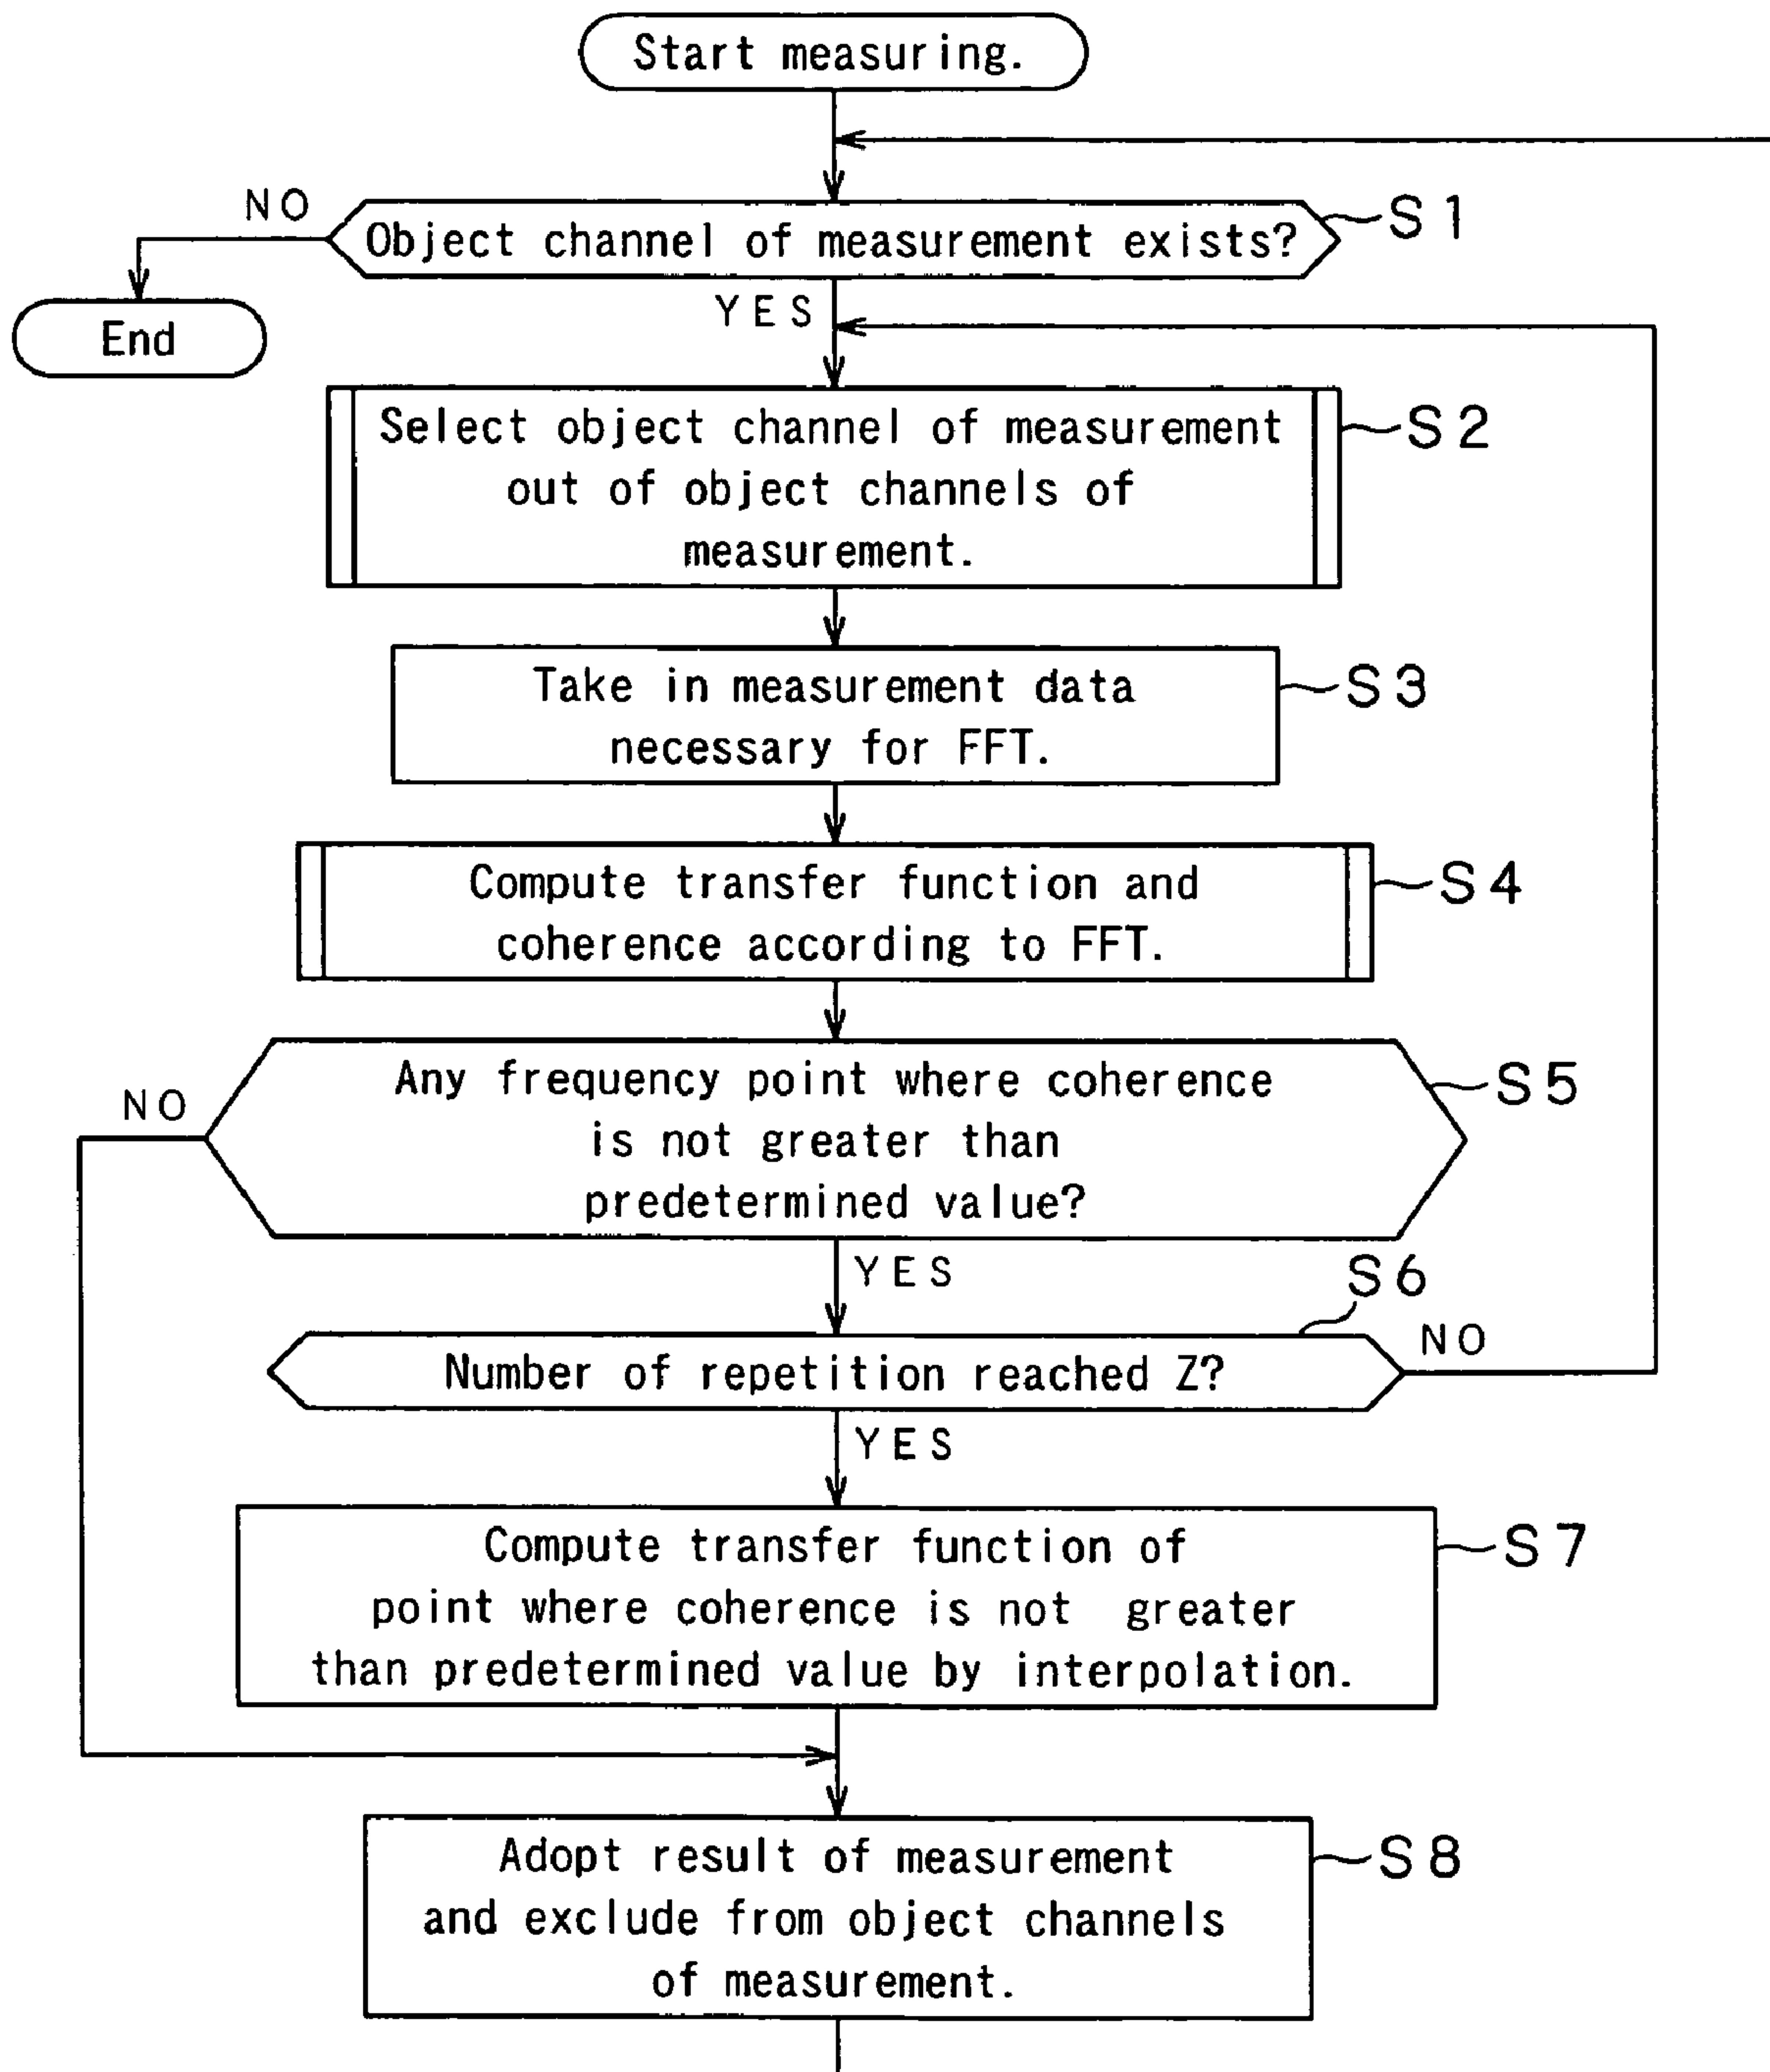 Start measuring.
NO
Object channel of measurement exists?
S1
YES
End
Select object channel of measurement
out of object channels of
measurement.
S2
Take in measurement data
necessary for FFT.
S3
Compute transfer function and
coherence according to FFT.
S4
Any frequency point where coherence
is not greater than
predetermined value?
S5
NO
YES
S6
Number of repetition reached Z?
NO
YES
Compute transfer function of
point where coherence is not greater
than predetermined value by interpolation.
S7
Adopt result of measurement
and exclude from object channels
of measurement.
S8